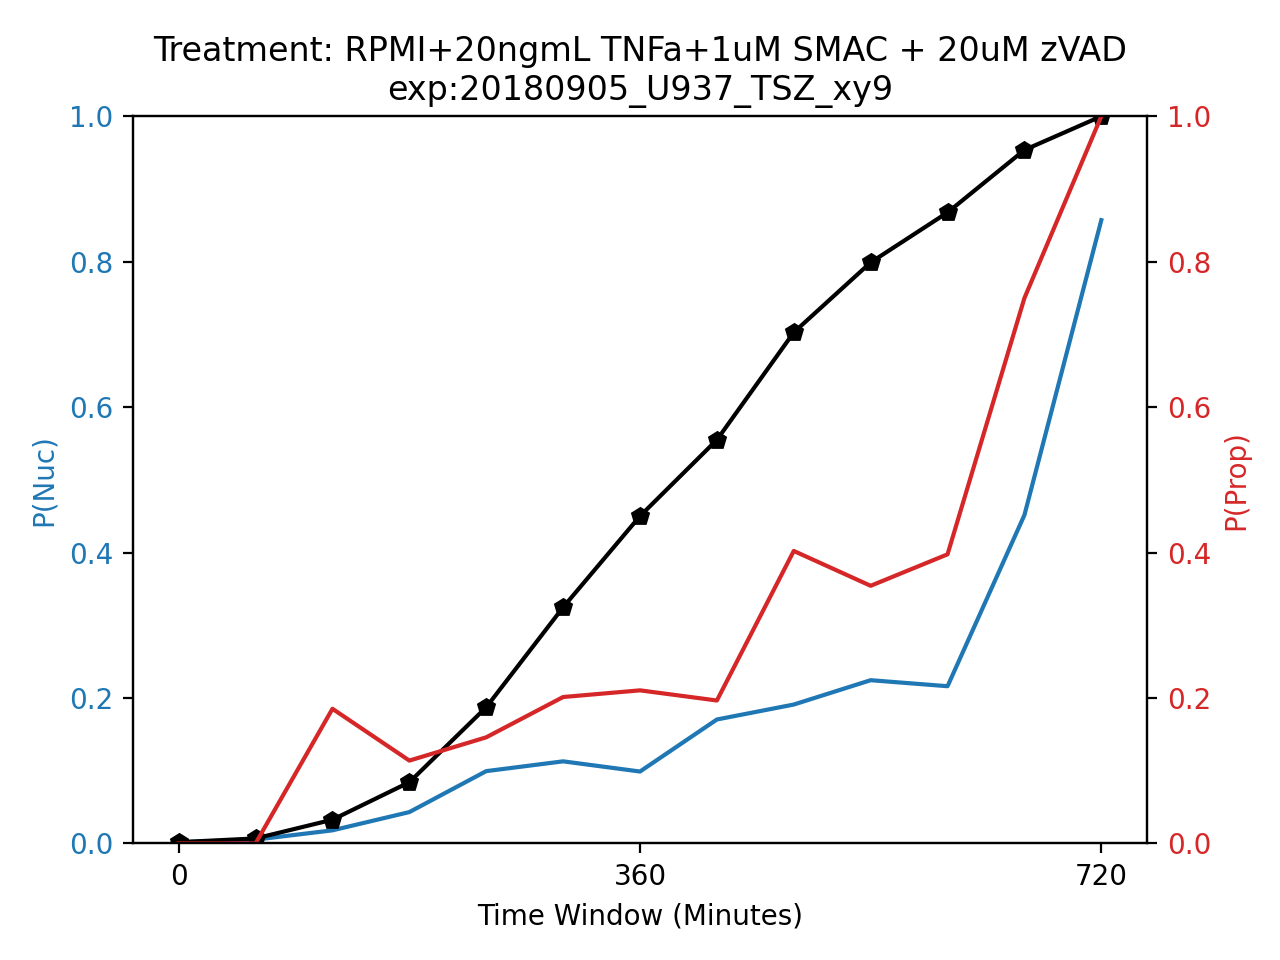 Treatment: RPMI+20ngmL TNFa+1uM SMAC + 20uM zVAD
exp:20180905_U937_TSZ_xy9
1.0
0.8
0.6
0.4
0.2
0.0
P(Nuc)
1.0
0.8
0.6
0.4
0.2
0.0
P(Prop)
0 360 720
Time Window (Minutes)